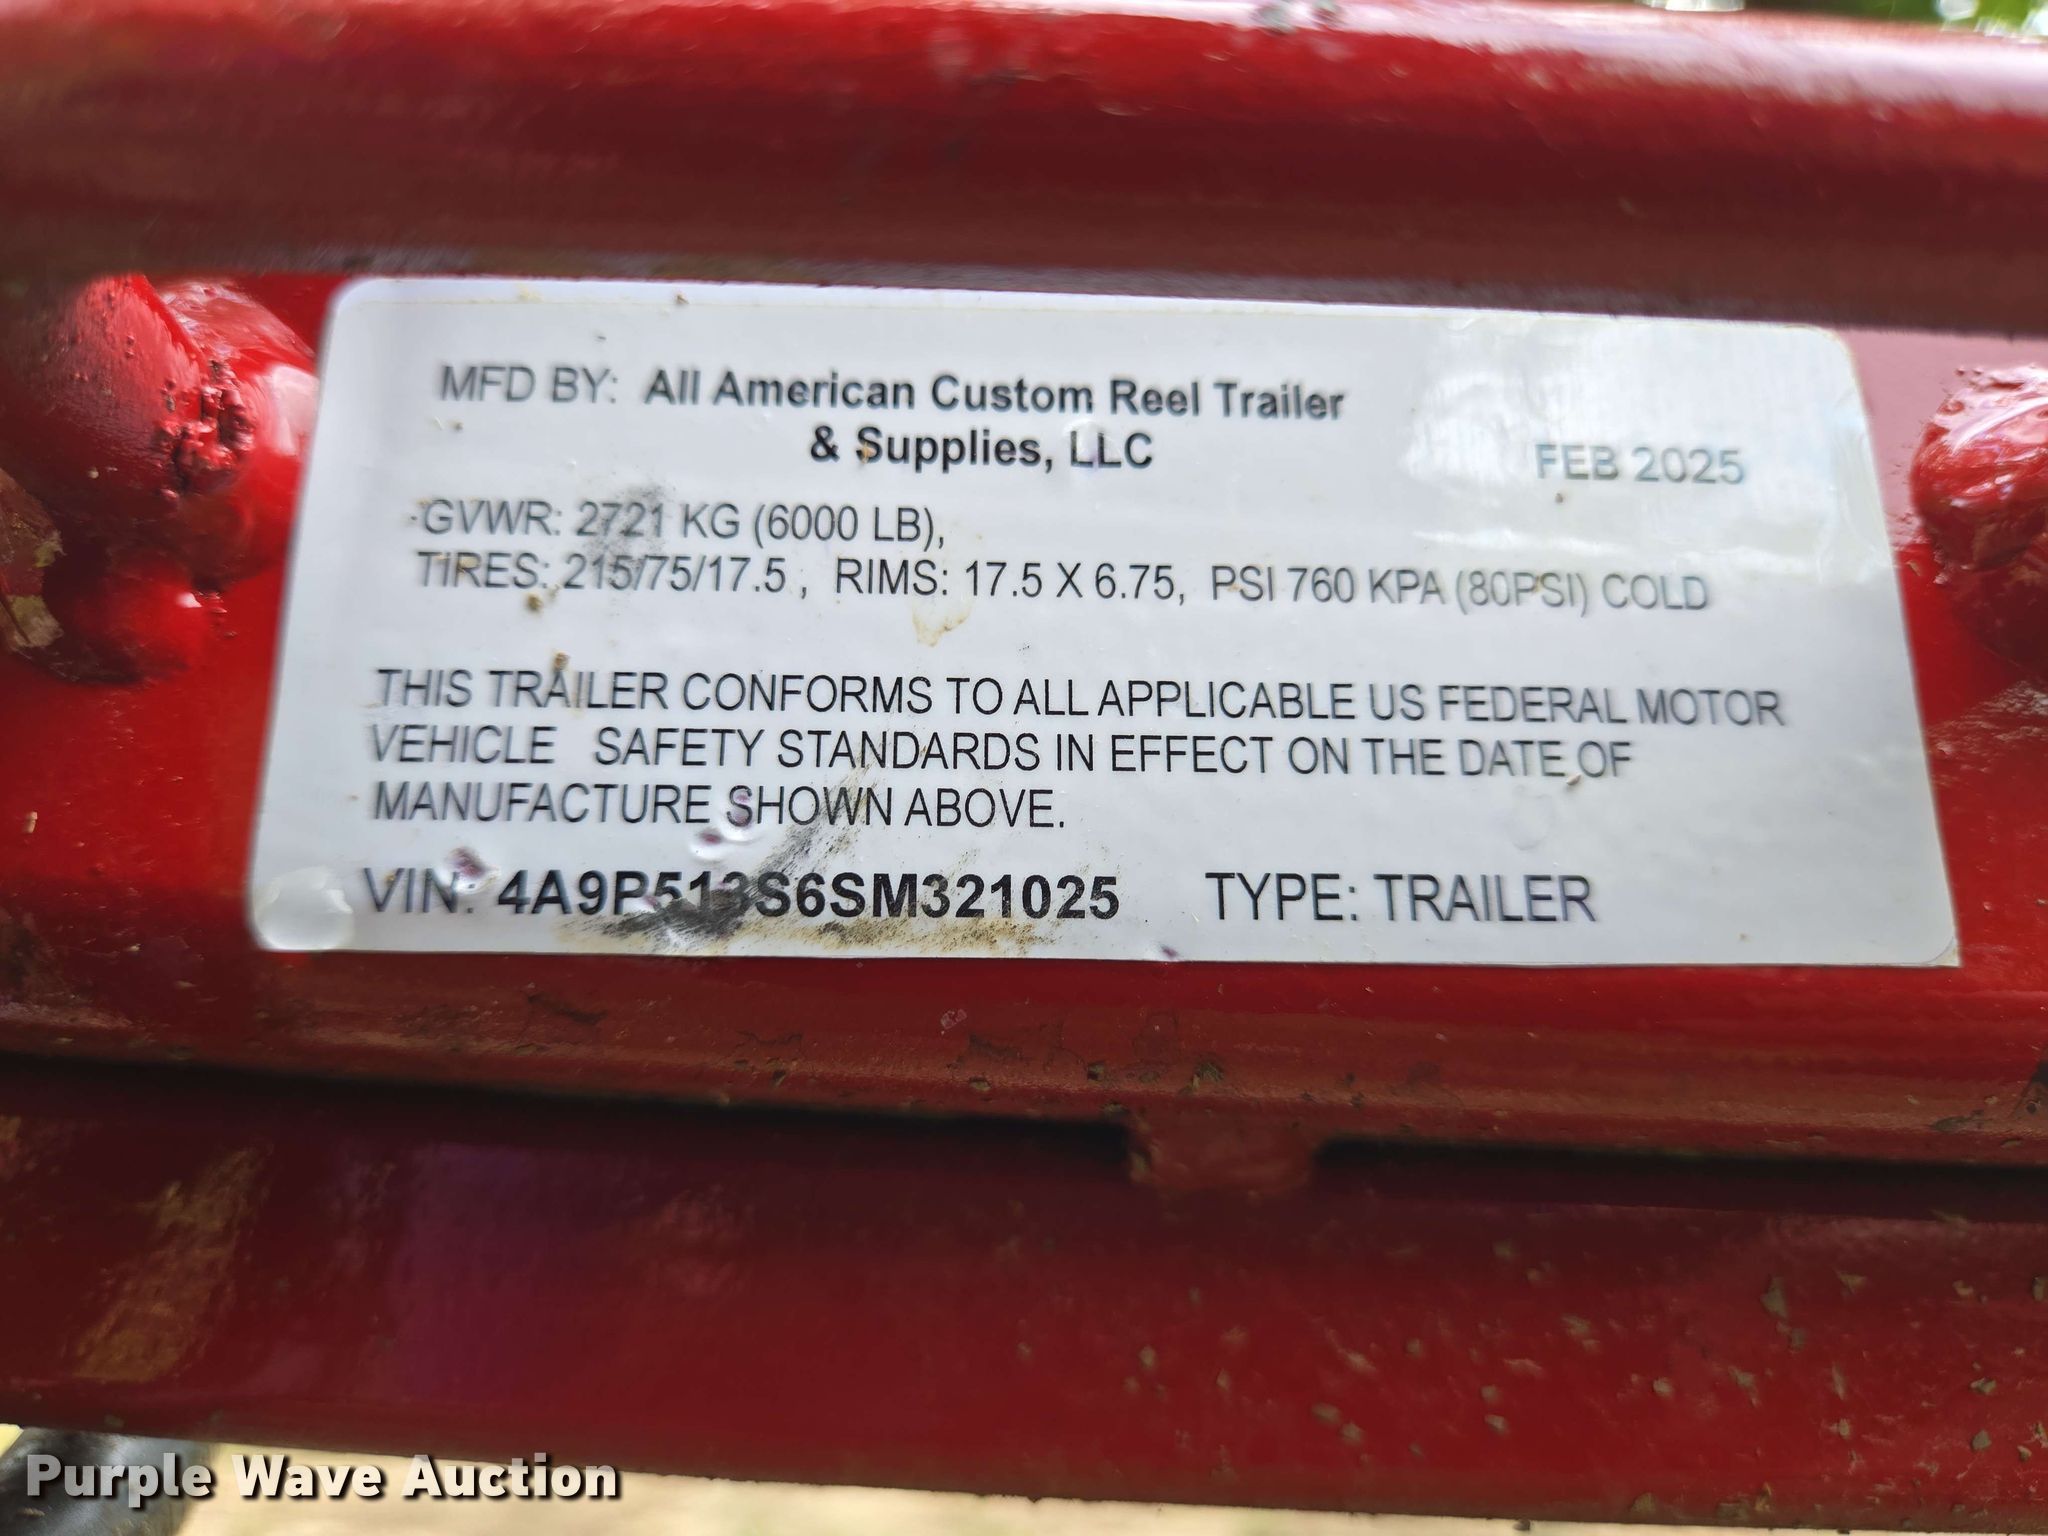 MFD BY: All American Custom Reel Trailer
& Supplies, LLC
FEB 2025
GVWR: 2721 KG (6000 LB),
TIRES: 215/75/17.5 , RIMS: 17.5 X 6.75, PSI 760 KPA (80PSI) COLD
THIS TRAILER CONFORMS TO ALL APPLICABLE US FEDERAL MOTOR
VEHICLE SAFETY STANDARDS IN EFFECT ON THE DATE OF
MANUFACTURE SHOWN ABOVE.
VIN: 4A9P513S6SM321025 TYPE: TRAILER
Purple Wave Auction